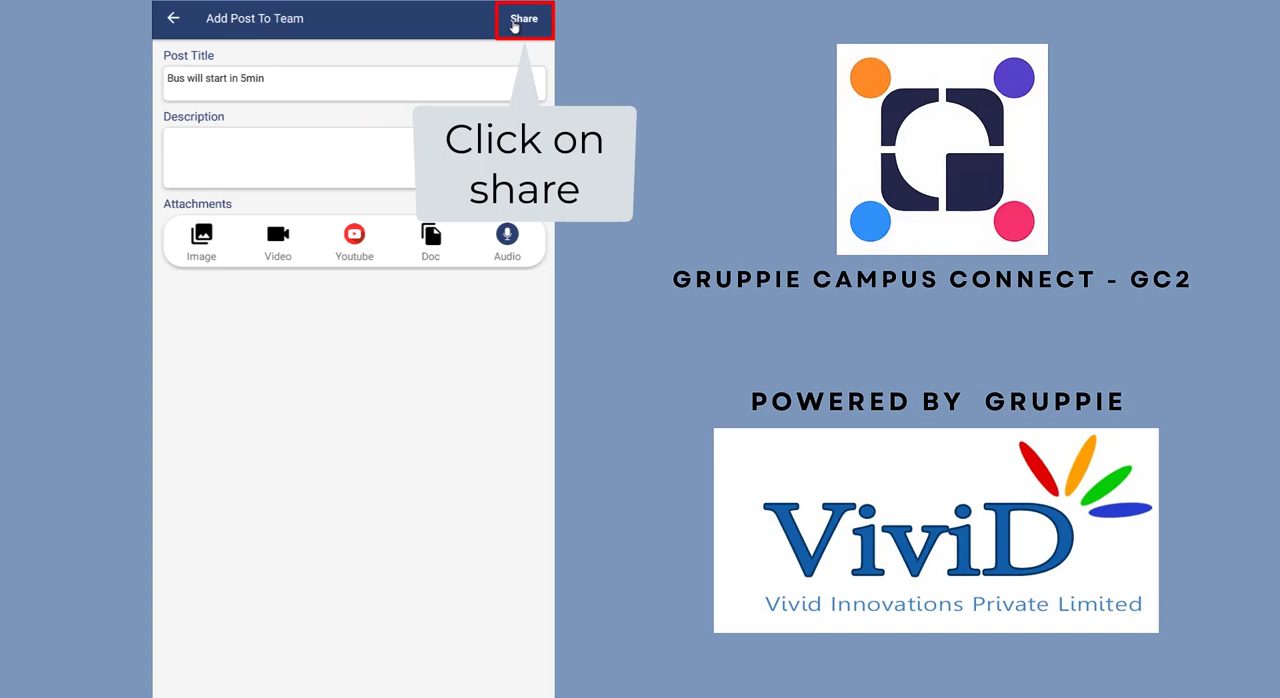 Add Post To Team
Share
Post Title
Bus will start in 5min
Description
Click on
share
Attachments
Image
Video
Youtube
Doc
Audio
GRUPPIE CAMPUS CONNECT - GC2
POWERED BY GRUPPIE
ViviD
Vivid Innovations Private Limited